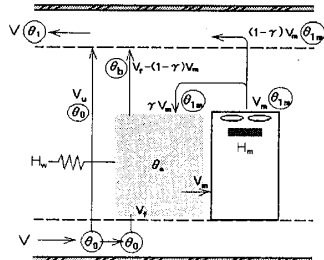 V θ₁ (1-γ)Vₘ θ₁ₘ
θb Vf-(1-γ)Vₘ
Vu
θ₀
γVₘ θ₁ₘ Vₘ θ₁ₘ
Hₘ
Hw θₐ
Vₘ
Vf
V θ₀ θ₀